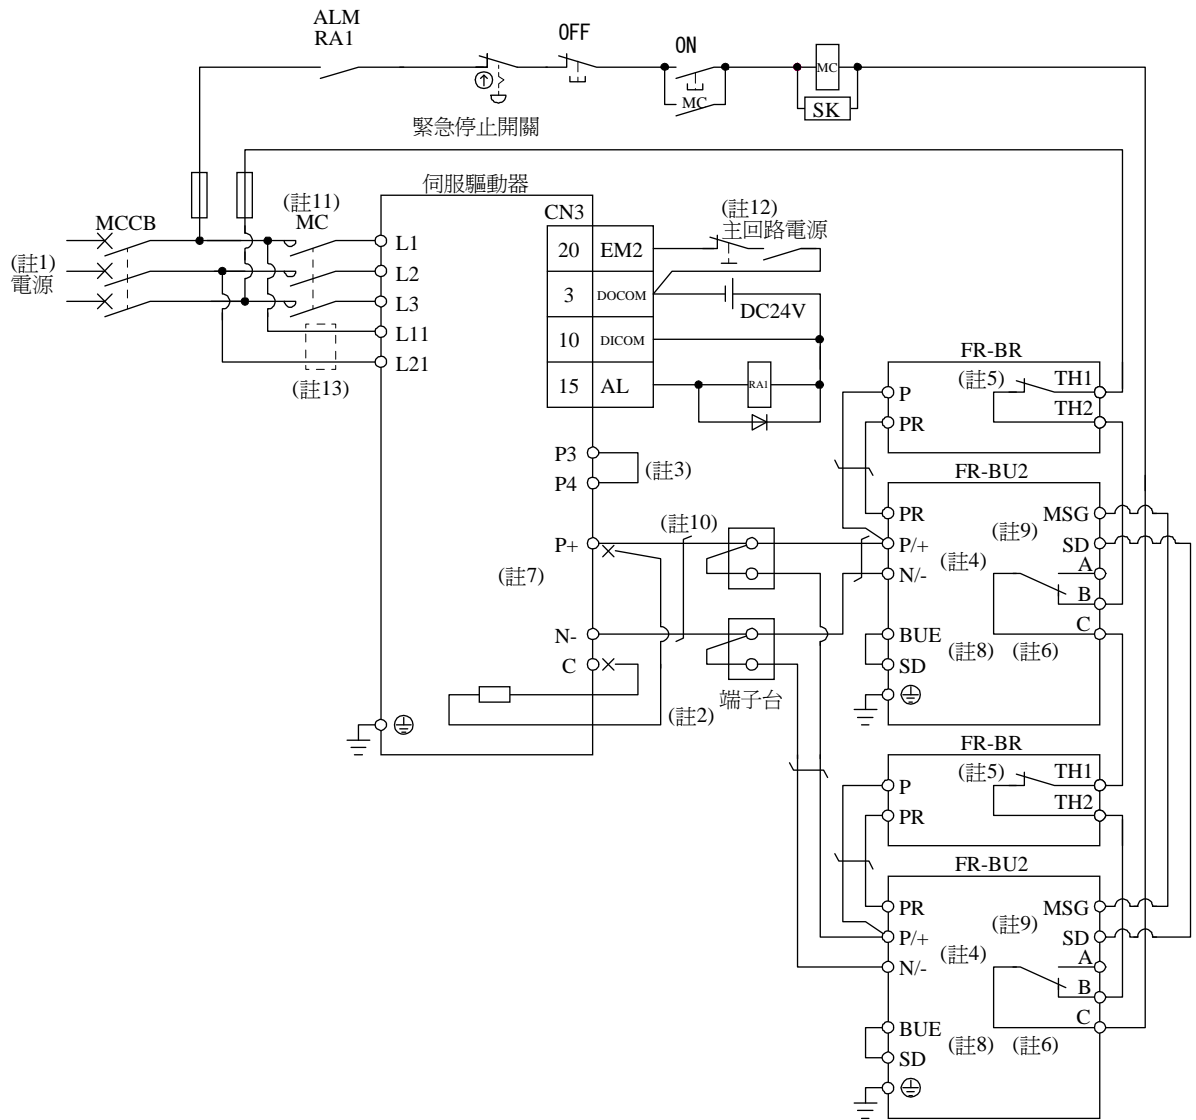 ALM
RA1
OFF
ON
MC
MC
SK
緊急停止開關
伺服驅動器
MCCB
(註11)
MC
(註1)
電源
L1
L2
L3
L11
L21
(註13)
CN3
20 EM2
3 DOCOM
10 DICOM
15 AL
(註12)
主回路電源
DC24V
RA1
P3
P4
(註3)
P+
(註7)
(註10)
N-
C
(註2)
端子台
FR-BR
(註5)
P
PR
TH1
TH2
FR-BU2
PR
P/+
N/-
BUE
SD
(註9)
(註4)
(註8)
(註6)
MSG
SD
A
B
C
FR-BR
(註5)
P
PR
TH1
TH2
FR-BU2
PR
P/+
N/-
BUE
SD
(註9)
(註4)
(註8)
(註6)
MSG
SD
A
B
C